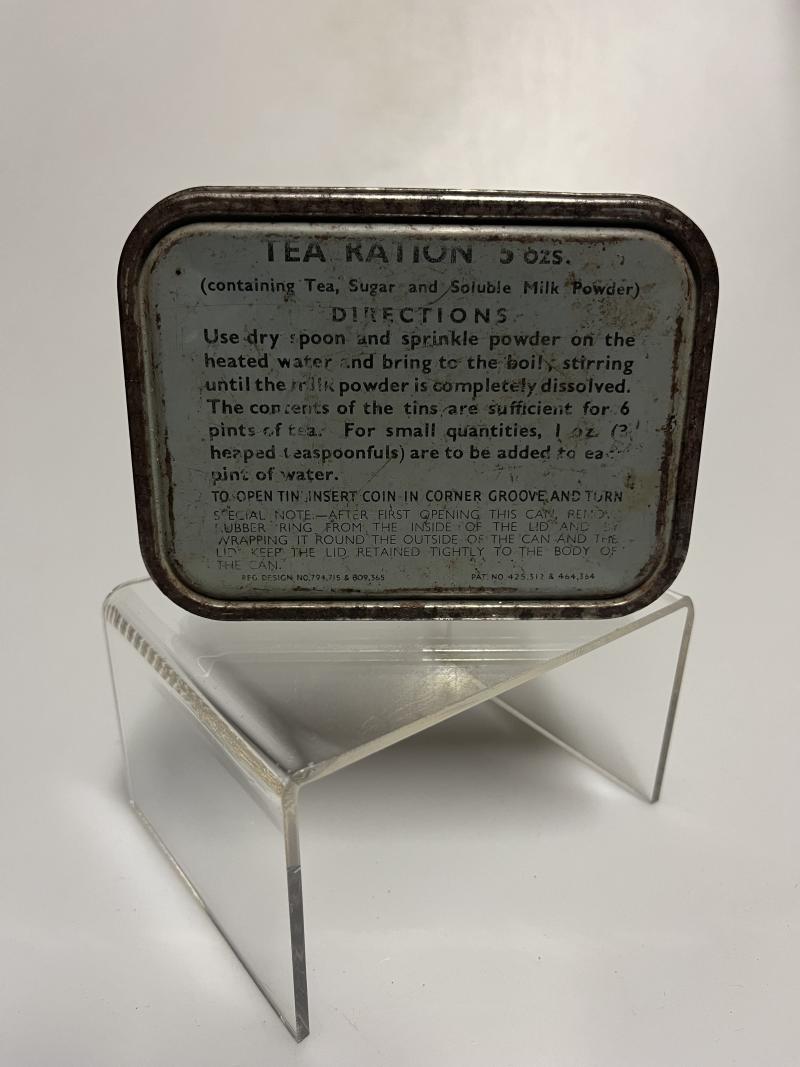 TEA RATION 5 ozs.
(containing Tea, Sugar and Soluble Milk Powder)
DIRECTIONS
Use dry spoon and sprinkle powder on the
heated water and bring to the boil, stirring
until the milk powder is completely dissolved.
The contents of the tins are sufficient for 6
pints of tea. For small quantities, 1 oz. (3
heaped teaspoonfuls) are to be added to each
pint of water.
TO OPEN TIN INSERT COIN IN CORNER GROOVE AND TURN
SPECIAL NOTE.—AFTER FIRST OPENING THIS CAN, REMOVE
RUBBER RING FROM THE INSIDE OF THE LID AND BY
WRAPPING IT ROUND THE OUTSIDE OF THE CAN AND THE
LID KEEP THE LID RETAINED TIGHTLY TO THE BODY OF
THE CAN.
REG. DESIGN NO. 794,715 & 809,365 PAT. NO. 425,312 & 464,364